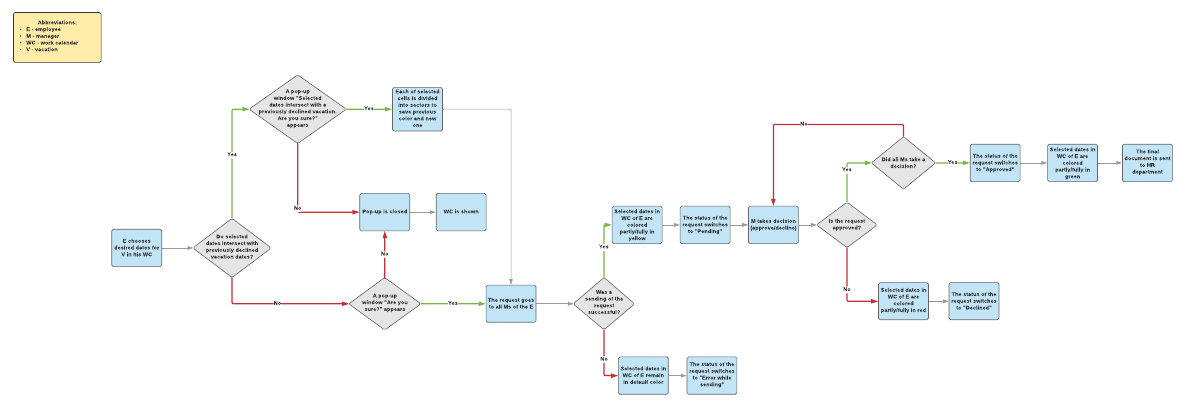 Abbreviations:
• E - employee
• M - manager
• WC - work calendar
• V - vacation
A pop-up
window "Selected
dates intersect with a
previously declined vacation.
Are you sure?"
appears
Yes
Each of selected
cells is divided
into sectors to
save previous
color and new
one
Yes
No
Pop-up is closed
WC is shown
E chooses
desired dates for
V in his WC
Do selected
dates intersect with
previously declined
vacation dates?
No
No
A pop-up
window "Are you
sure?" appears
Yes
The request goes
to all Ms of the E
Was a
sending of the
request
successful?
Yes
Selected dates in
WC of E are
colored
partly/fully in
yellow
The status of the
request switches
to "Pending"
No
Selected dates in
WC of E remain
in default color
The status of the
request switches
to "Error while
sending"
M takes decision
(approve/decline)
Is the request
approved?
Yes
No
Did all Ms take a
decision?
No
Yes
The status of the
request switches
to "Approved"
Selected dates in
WC of E are
colored
partly/fully in
green
The final
document is sent
to HR
department
Selected dates in
WC of E are
colored
partly/fully in red
The status of the
request switches
to "Declined"